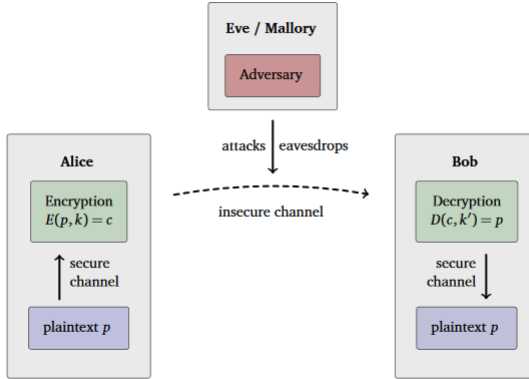 Eve / Mallory
Adversary
attacks eavesdrops
Alice
Encryption
E(p, k) = c
secure
channel
plaintext p
insecure channel
Bob
Decryption
D(c, k′) = p
secure
channel
plaintext p